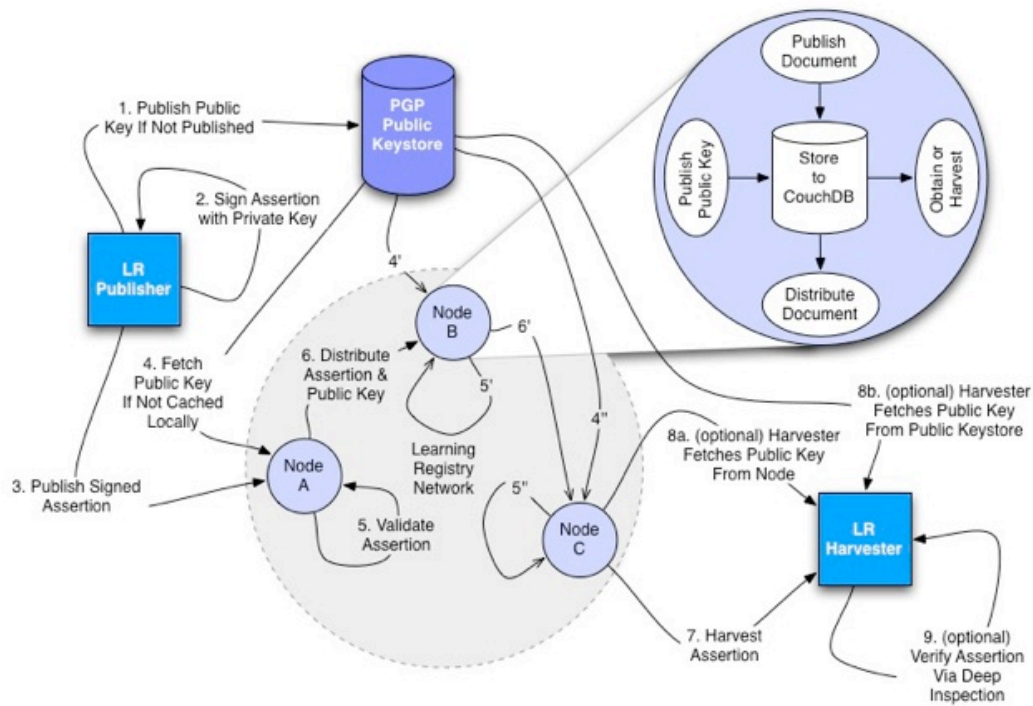 Publish
Document
Publish
Public Key
Store
to
CouchDB
Obtain or
Harvest
Distribute
Document
PGP
Public
Keystore
1. Publish Public
Key If Not Published
2. Sign Assertion
with Private Key
LR
Publisher
4'
Node
B
6'
4. Fetch
Public Key
If Not Cached
Locally
6. Distribute
Assertion &
Public Key
5'
Learning
Registry
Network
4"
8b. (optional) Harvester
Fetches Public Key
From Public Keystore
8a. (optional) Harvester
Fetches Public Key
From Node
Node
A
3. Publish Signed
Assertion
5. Validate
Assertion
5"
Node
C
LR
Harvester
7. Harvest
Assertion
9. (optional)
Verify Assertion
Via Deep
Inspection